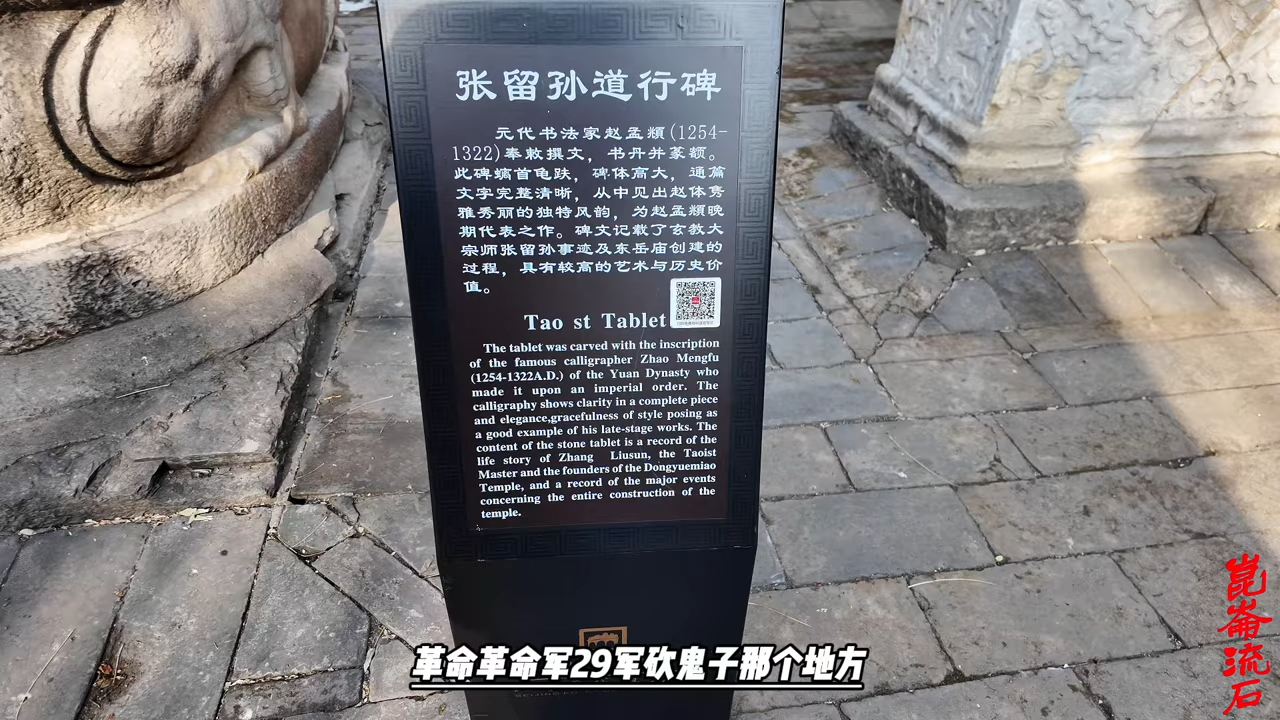 张留孙道行碑
元代书法家赵孟頫(1254-
1322)奉敕撰文，书丹并篆额。
此碑螭首龟趺，碑体高大，通篇
文字完整清晰，从中见出赵体隽
雅秀丽的独特风韵，为赵孟頫晚
期代表之作。碑文记载了玄教大
宗师张留孙事迹及东岳庙创建的
过程，具有较高的艺术与历史价
值。
Tao st Tablet
The tablet was carved with the inscription
of the famous calligrapher Zhao Mengfu
(1254-1322A.D.) of the Yuan Dynasty who
made it upon an imperial order. The
calligraphy shows clarity in a complete piece
and elegance,gracefulness of style posing as
a good example of his late-stage works. The
content of the stone tablet is a record of the
life story of Zhang Liusun, the Taoist
Master and the founders of the Dongyuemiao
Temple, and a record of the major events
concerning the entire construction of the
temple.
革命革命军29军砍鬼子那个地方
崑崙流石